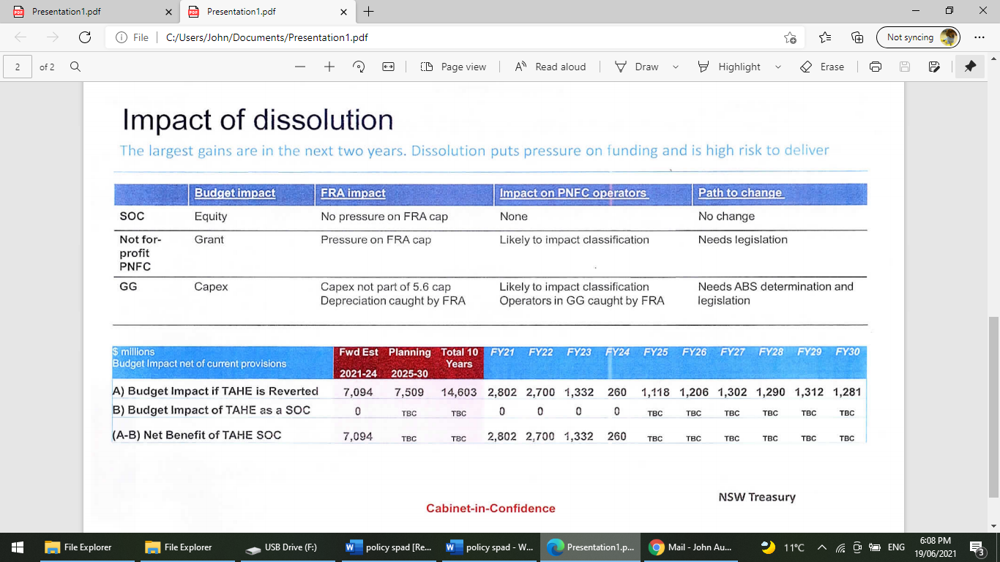 Presentation1.pdf
Presentation1.pdf
File C:/Users/John/Documents/Presentation1.pdf Not syncing
2 of 2 Page view Read aloud Draw Highlight Erase
Impact of dissolution
The largest gains are in the next two years. Dissolution puts pressure on funding and is high risk to deliver
Budget impact FRA impact Impact on PNFC operators Path to change
SOC Equity No pressure on FRA cap None No change
Not for- Grant Pressure on FRA cap Likely to impact classification Needs legislation
profit
PNFC
GG Capex Capex not part of 5.6 cap Likely to impact classification Needs ABS determination and
Depreciation caught by FRA Operators in GG caught by FRA legislation
$ millions Fwd Est Planning Total 10 FY21 FY22 FY23 FY24 FY25 FY26 FY27 FY28 FY29 FY30
Budget Impact net of current provisions Years
2021-24 2025-30
A) Budget Impact if TAHE is Reverted 7,094 7,509 14,603 2,802 2,700 1,332 260 1,118 1,206 1,302 1,290 1,312 1,281
B) Budget Impact of TAHE as a SOC 0 TBC TBC 0 0 0 0 TBC TBC TBC TBC TBC TBC
(A-B) Net Benefit of TAHE SOC 7,094 TBC TBC 2,802 2,700 1,332 260 TBC TBC TBC TBC TBC TBC
NSW Treasury
Cabinet-in-Confidence
File Explorer File Explorer USB Drive (F:) policy spad [Re... policy spad - W... Presentation1.p... Mail - John Au... 11°C ENG 6:08 PM
19/06/2021 3